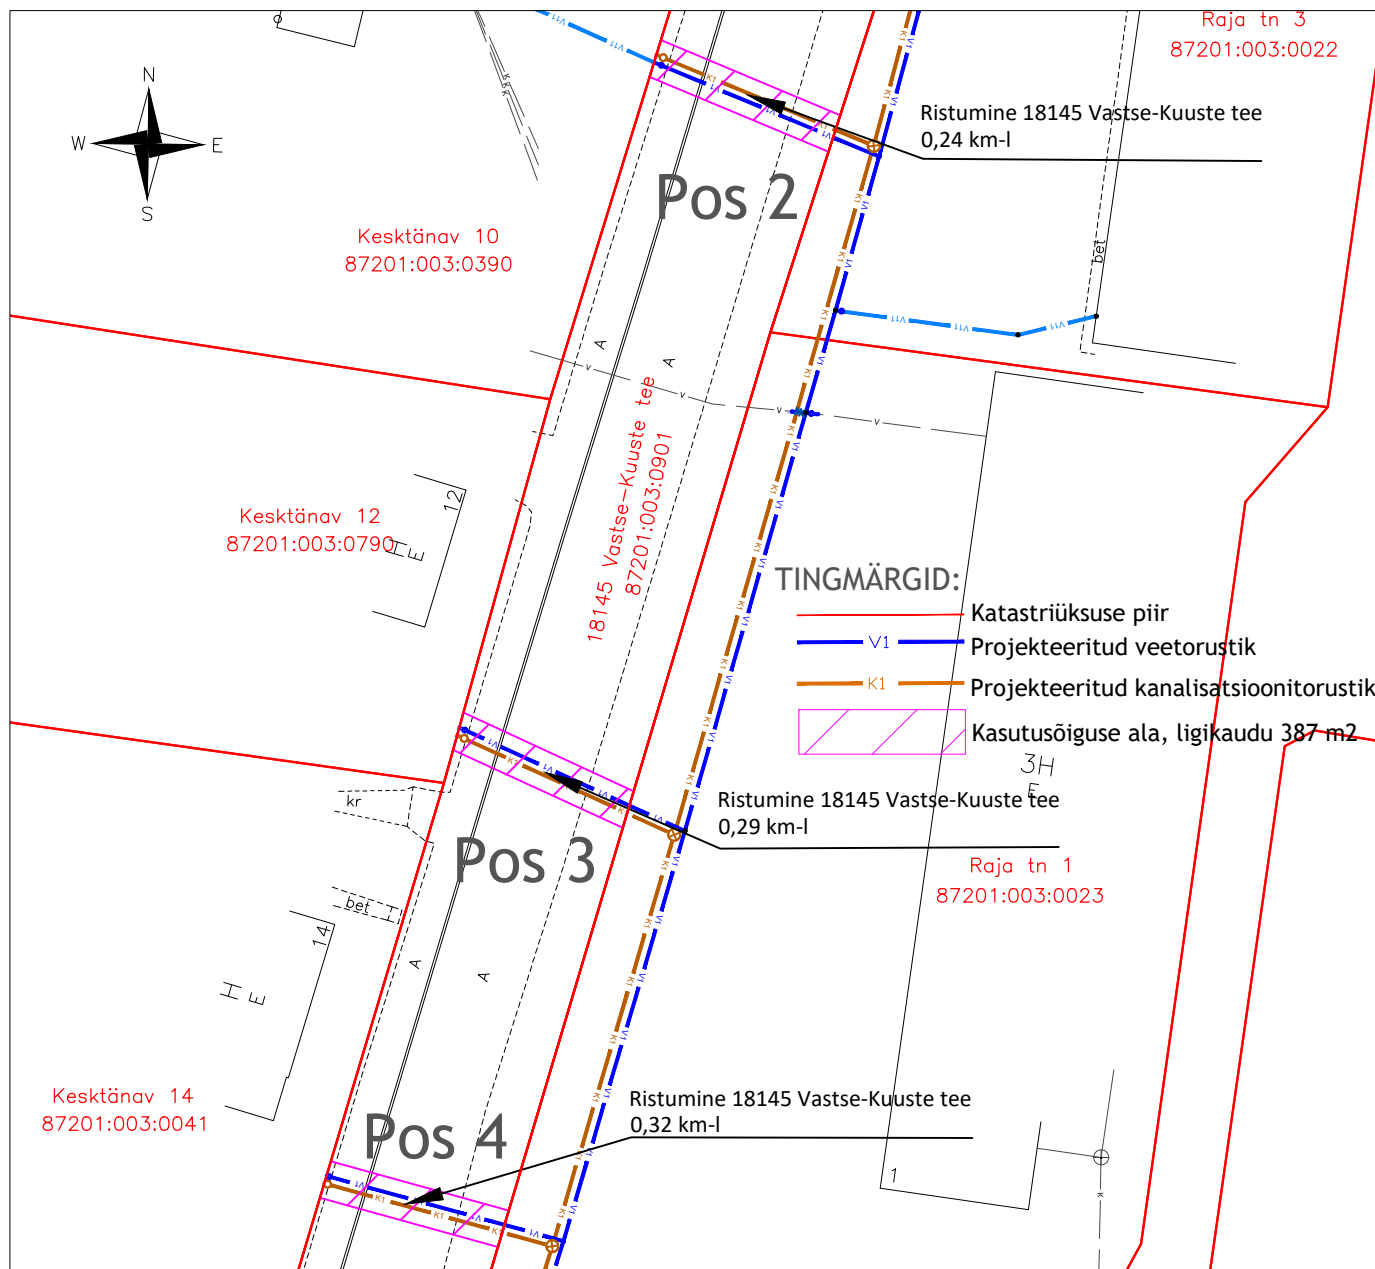 Raja tn 3
87201:003:0022
Ristumine 18145 Vastse-Kuuste tee
0,24 km-l
N
W
E
S
Pos 2
Kesktänav 10
87201:003:0390
bet
18145 Vastse-Kuuste tee
87201:003:0901
A
A
Kesktänav 12
87201:003:0790
12
H
E
TINGMÄRGID:
Katastriüksuse piir
V1
Projekteeritud veetorustik
K1
Projekteeritud kanalisatsioonitorustik
Kasutusõiguse ala, ligikaudu 387 m2
3H
E
Ristumine 18145 Vastse-Kuuste tee
0,29 km-l
kr
Pos 3
Raja tn 1
87201:003:0023
bet
14
H
E
A
A
Kesktänav 14
87201:003:0041
Ristumine 18145 Vastse-Kuuste tee
0,32 km-l
Pos 4
1